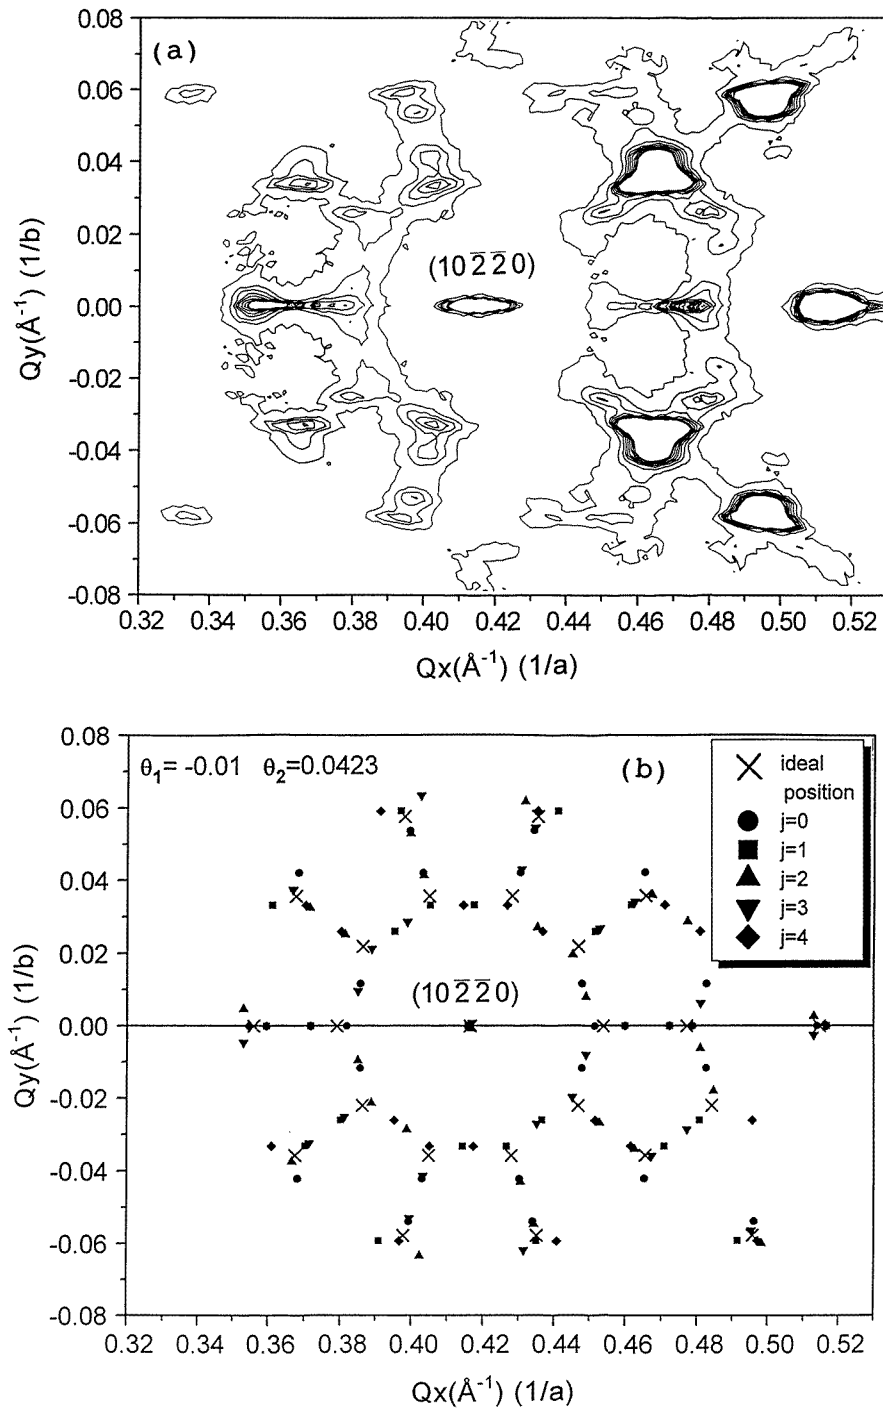 0.08
(a)
0.06
0.04
0.02
(10 2̅ 2̅ 0)
0.00
-0.02
-0.04
-0.06
-0.08
Qy(Å⁻¹) (1/b)
0.32 0.34 0.36 0.38 0.40 0.42 0.44 0.46 0.48 0.50 0.52
Qx(Å⁻¹) (1/a)
0.08
θ₁= -0.01 θ₂=0.0423
(b)
0.06
0.04
0.02
(10 2̅ 2̅ 0)
0.00
-0.02
-0.04
-0.06
-0.08
Qy(Å⁻¹) (1/b)
ideal
position
j=0
j=1
j=2
j=3
j=4
0.32 0.34 0.36 0.38 0.40 0.42 0.44 0.46 0.48 0.50 0.52
Qx(Å⁻¹) (1/a)